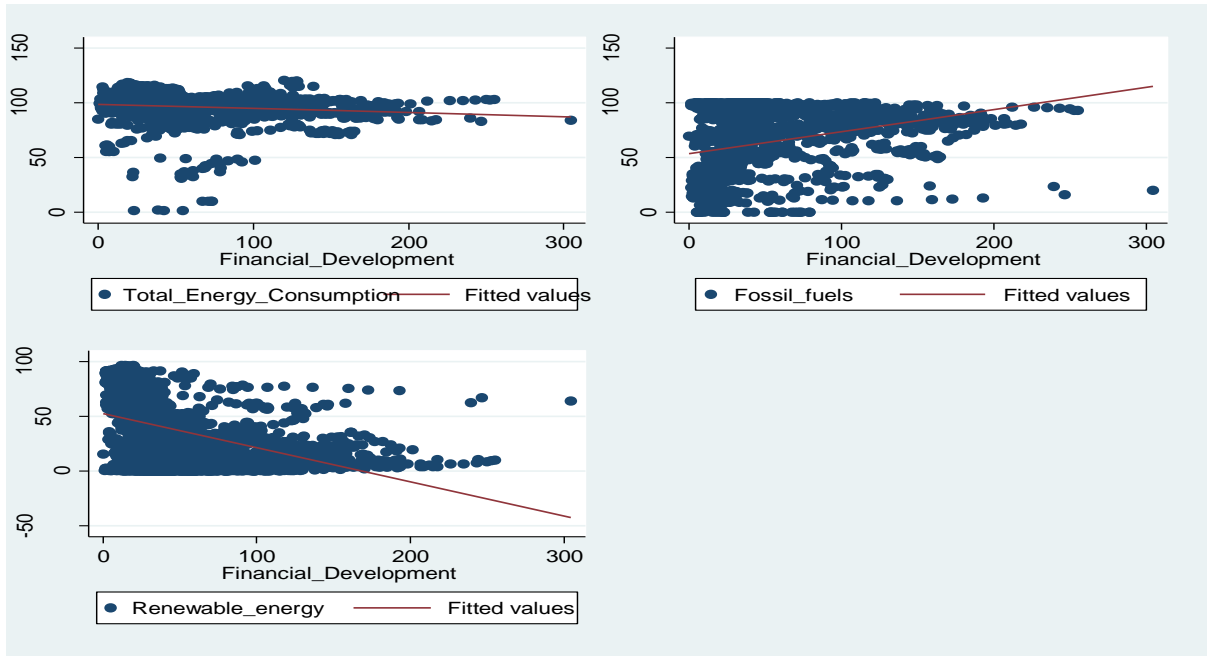 150
100
50
0
0 100 200 300
Financial_Development
Total_Energy_Consumption Fitted values
150
100
50
0
0 100 200 300
Financial_Development
Fossil_fuels Fitted values
100
50
0
-50
0 100 200 300
Financial_Development
Renewable_energy Fitted values